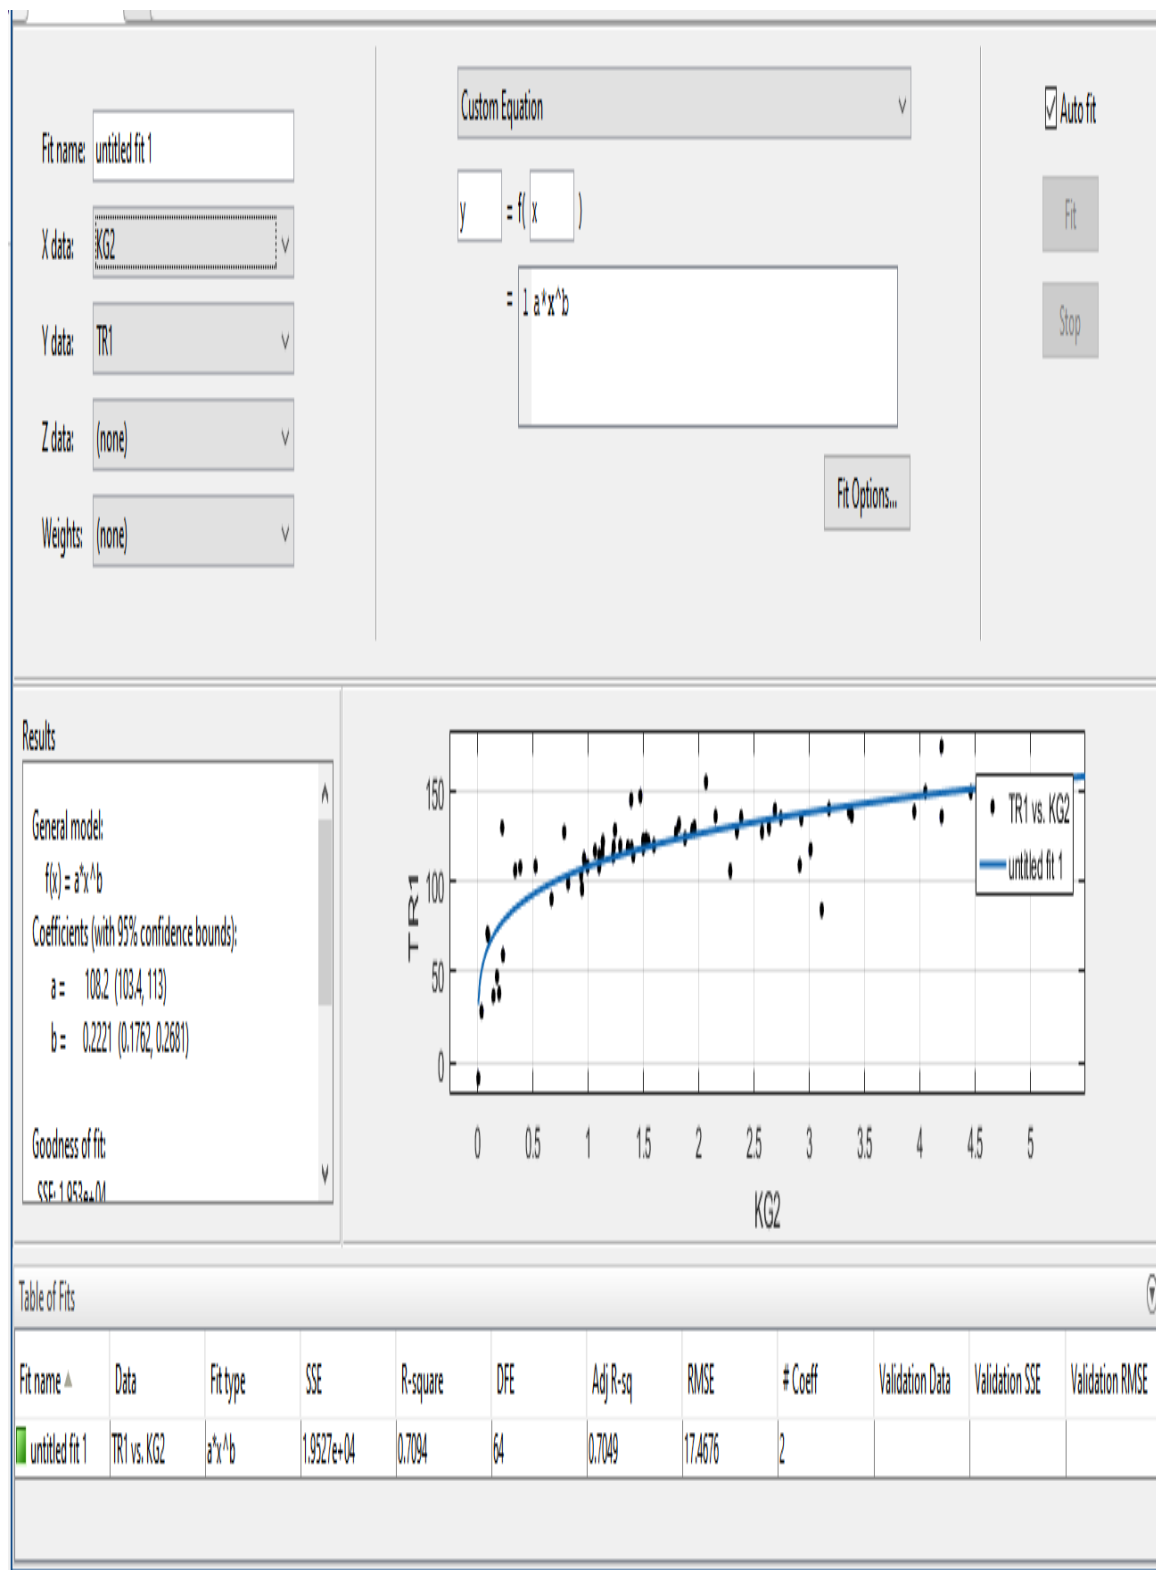 Fit name: untitled fit 1
X data: KG2
Y data: TR1
Z data: (none)
Weights: (none)
Custom Equation
y = f( x )
= 1 a*x^b
Fit Options...
Auto fit
Fit
Stop
Results
General model:
f(x) = a*x^b
Coefficients (with 95% confidence bounds):
a = 108.2 (103.4, 113)
b = 0.2221 (0.1762, 0.2681)
Goodness of fit:
SSE: 1.953e+04
150
100
50
0
TR1
0 0.5 1 1.5 2 2.5 3 3.5 4 4.5 5
KG2
TR1 vs. KG2
untitled fit 1
Table of Fits
Fit name Data Fit type SSE R-square DFE Adj R-sq RMSE # Coeff Validation Data Validation SSE Validation RMSE
untitled fit 1 TR1 vs. KG2 a*x^b 1.9527e+04 0.7094 64 0.7049 17.4676 2